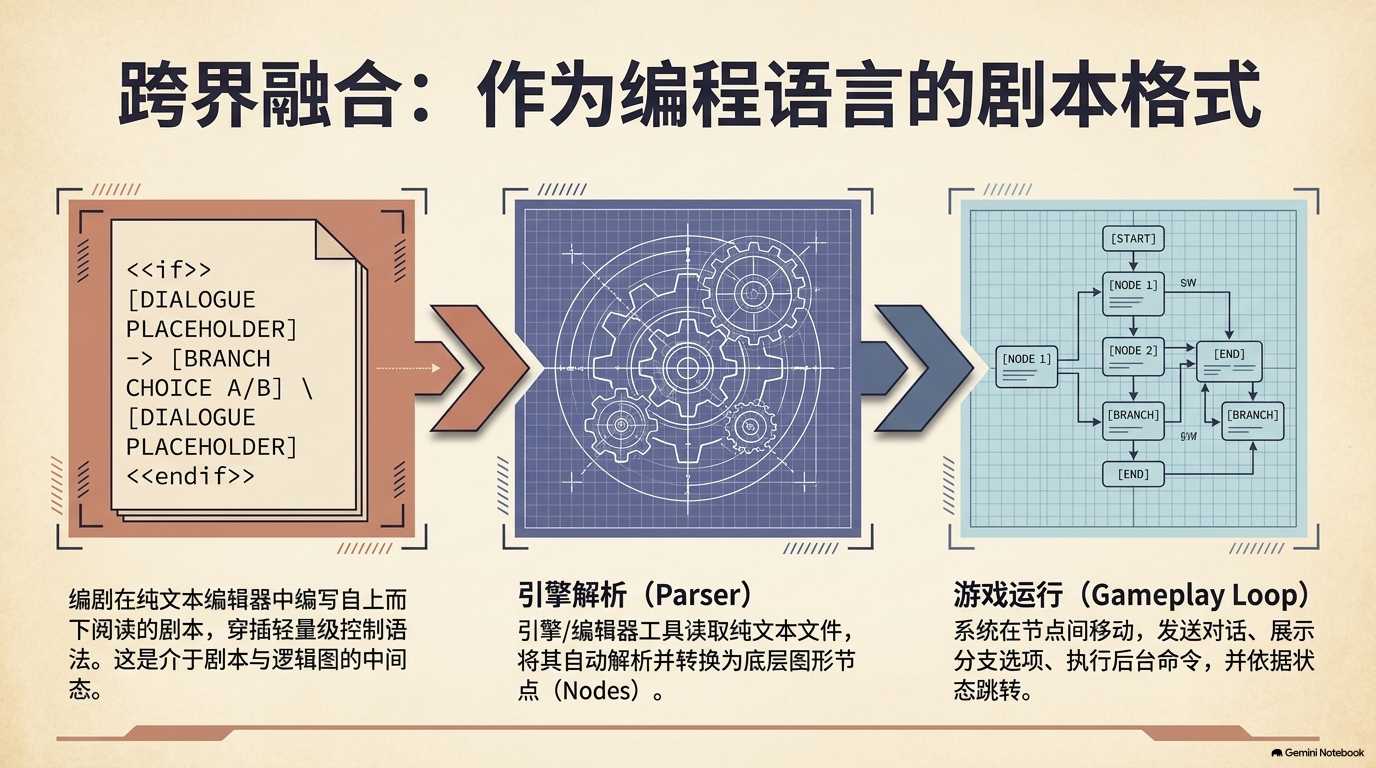 跨界融合：作为编程语言的剧本格式
<<if>>
[DIALOGUE
PLACEHOLDER]
-> [BRANCH
CHOICE A/B] \
[DIALOGUE
PLACEHOLDER]
<<endif>>
编剧在纯文本编辑器中编写自上而
下阅读的剧本，穿插轻量级控制语
法。这是介于剧本与逻辑图的中间
态。
引擎解析（Parser）
引擎/编辑器工具读取纯文本文件，
将其自动解析并转换为底层图形节
点（Nodes）。
[START]
[NODE 1]
SW
[NODE 1]
[NODE 2]
[END]
[BRANCH]
[BRANCH]
[END]
游戏运行（Gameplay Loop）
系统在节点间移动，发送对话、展示
分支选项、执行后台命令，并依据状
态跳转。
Gemini Notebook